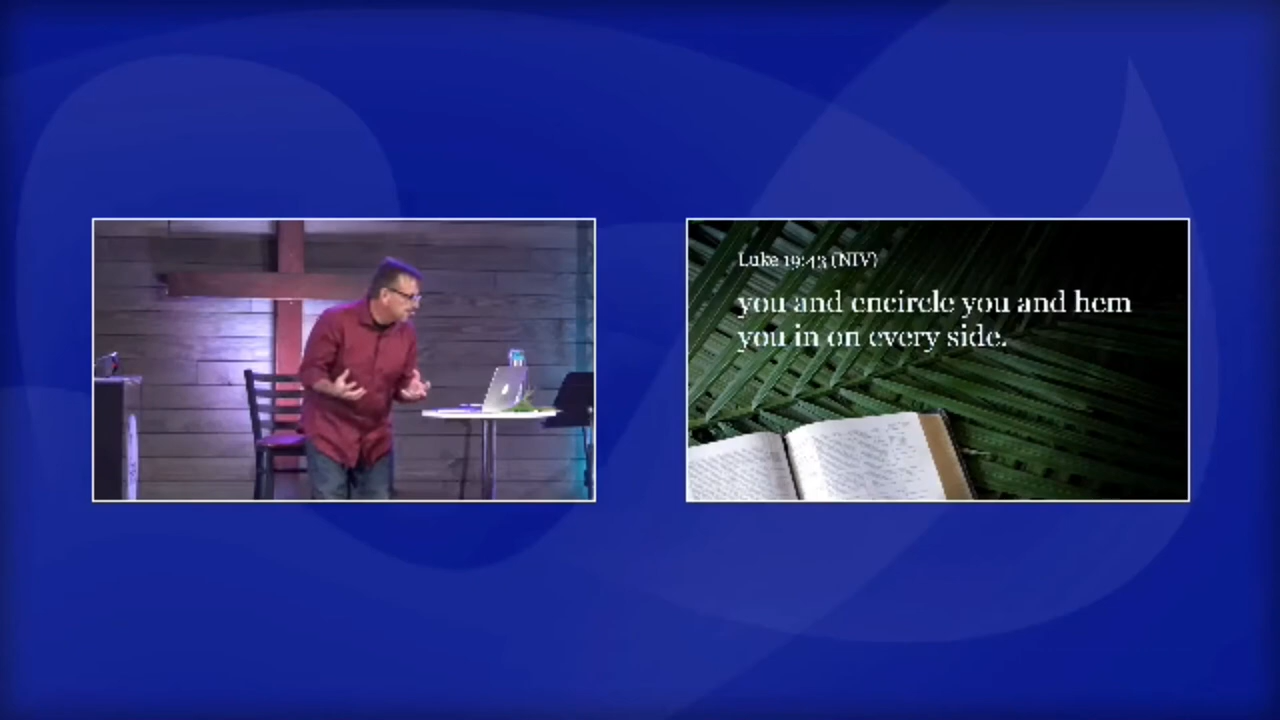 Luke 19:43 (NIV)
you and encircle you and hem
you in on every side.